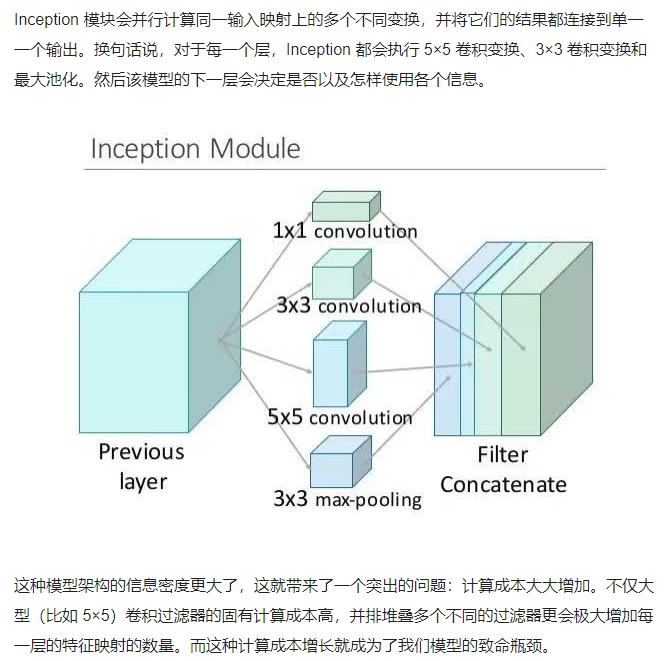 Inception 模块会并行计算同一输入映射上的多个不同变换，并将它们的结果都连接到单一
一个输出。换句话说，对于每一个层，Inception 都会执行 5×5 卷积变换、3×3 卷积变换和
最大池化。然后该模型的下一层会决定是否以及怎样使用各个信息。
Inception Module
1x1 convolution
3x3 convolution
5x5 convolution
3x3 max-pooling
Previous
layer
Filter
Concatenate
这种模型架构的信息密度更大了，这就带来了一个突出的问题：计算成本大大增加。不仅大
型（比如 5×5）卷积过滤器的固有计算成本高，并排堆叠多个不同的过滤器更会极大增加每
一层的特征映射的数量。而这种计算成本增长就成为了我们模型的致命瓶颈。